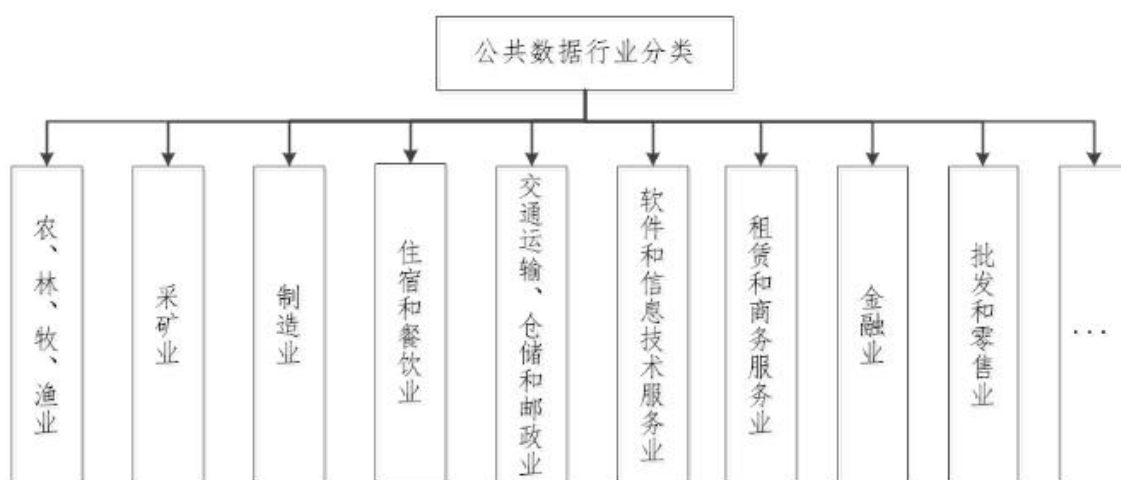 公共数据行业分类
农、林、牧、渔业
采矿业
制造业
住宿和餐饮业
交通运输、仓储和邮政业
软件和信息技术服务业
租赁和商务服务业
金融业
批发和零售业
...